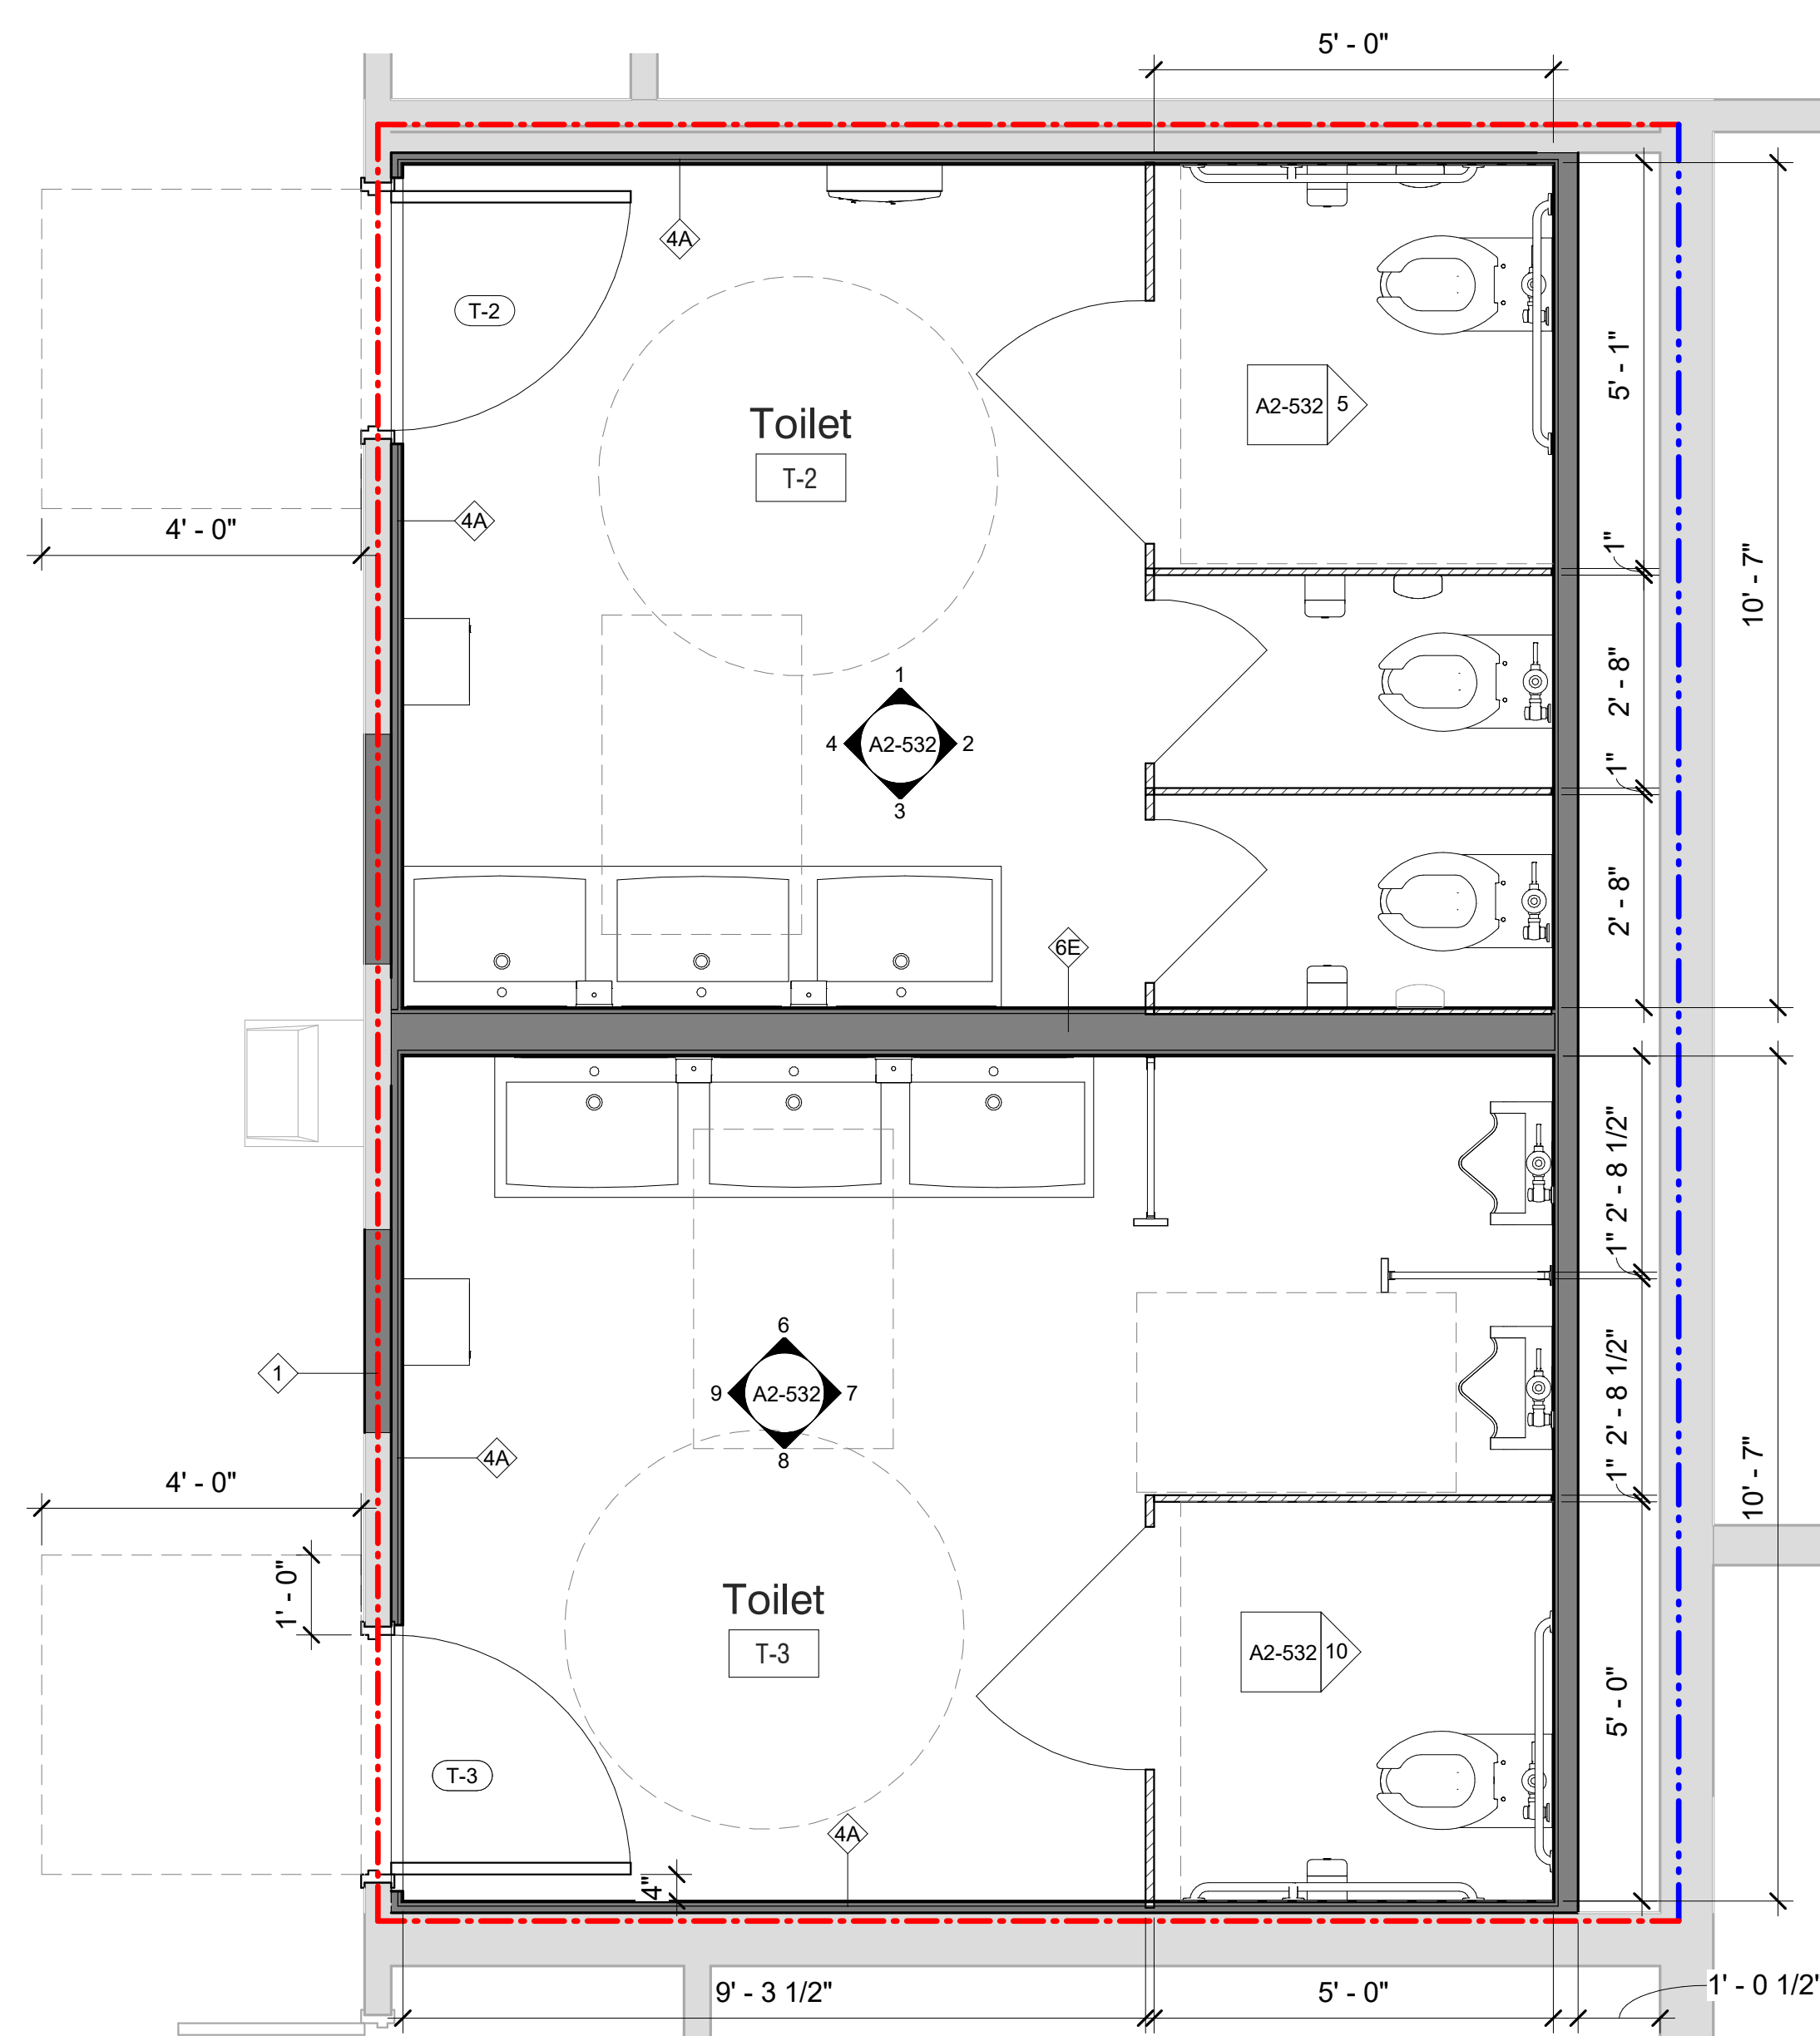 5' - 0"
4A
T-2
5' - 1"
A2-532 5
Toilet
T-2
4A
4' - 0"
1"
10' - 7"
2' - 8"
1
4 A2-532 2
3
1"
2' - 8"
6E
2' - 8 1/2"
1"
6
9 A2-532 7
8
1
2' - 8 1/2"
4A
4' - 0"
1"
10' - 7"
1' - 0"
Toilet
T-3
A2-532 10
5' - 0"
T-3
4A
4"
9' - 3 1/2"
5' - 0"
1' - 0 1/2"